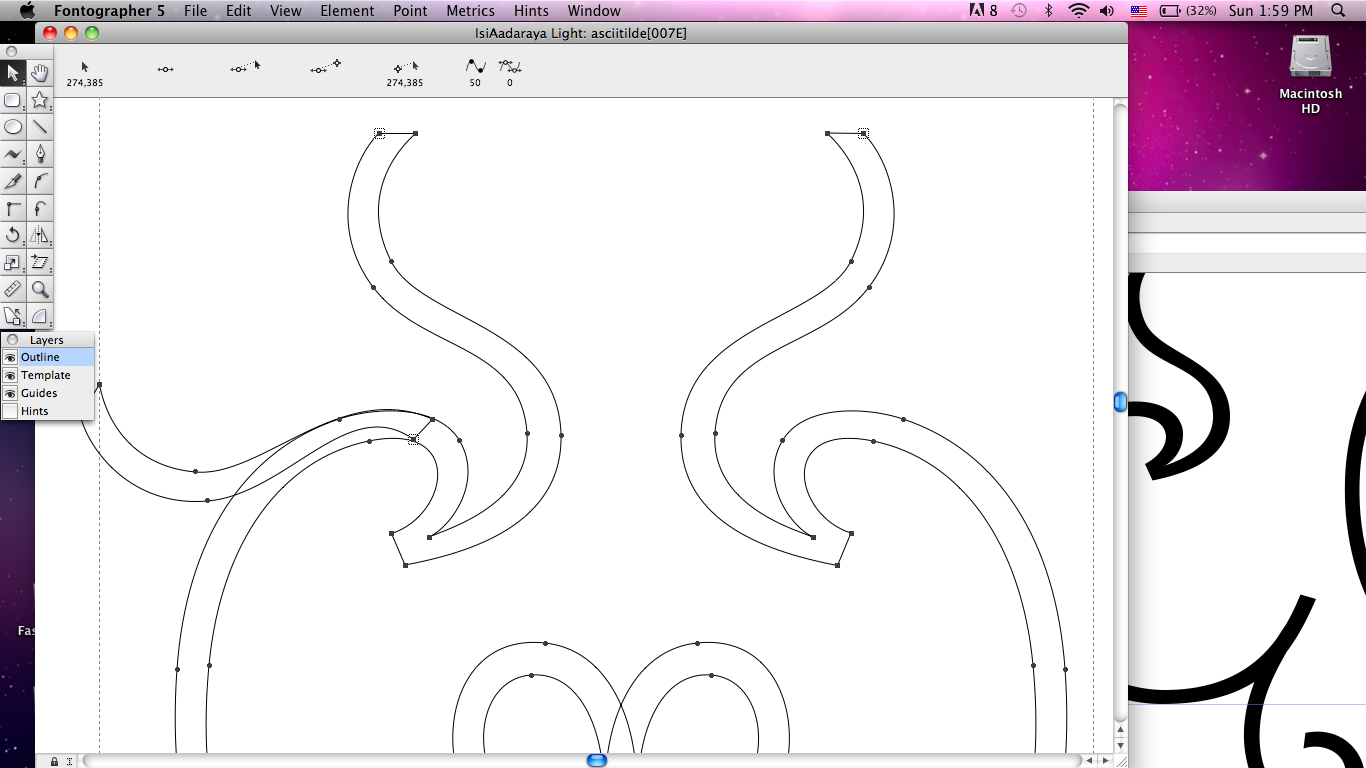 Fontographer 5 File Edit View Element Point Metrics Hints Window 8 (32%) Sun 1:59 PM
IsiAadaraya Light: asciitilde[007E]
274,385 274,385 50 0
Macintosh HD
Layers
Outline
Template
Guides
Hints
Fas